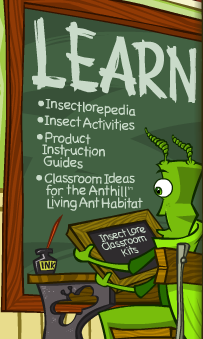 LEARN
• Insectlorepedia
• Insect Activities
• Product
Instruction
Guides
• Classroom Ideas
for the Anthill™
Living Ant Habitat
Insect Lore
Classroom
Kits
INK